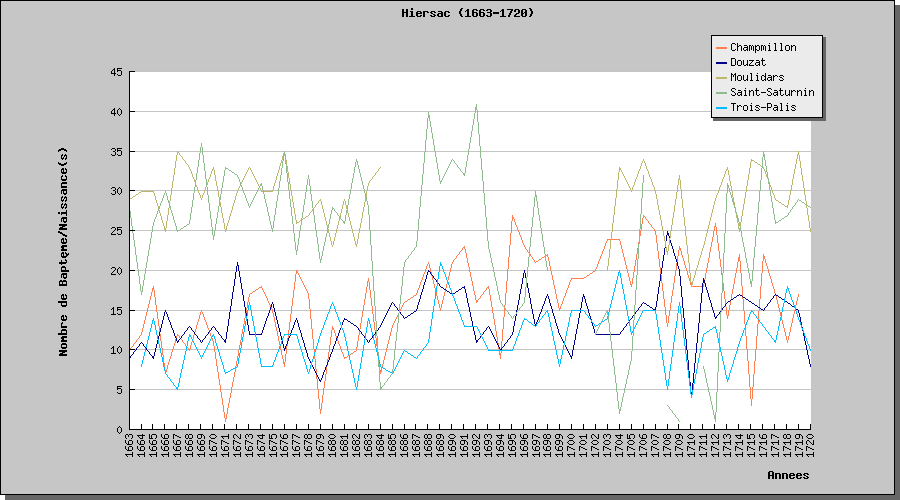 Hiersac (1663-1720)
Champmillon
Douzat
Moulidars
Saint-Saturnin
Trois-Palis
Nombre de Bapteme/Naissance(s)
45
40
35
30
25
20
15
10
5
0
1663 1664 1665 1666 1667 1668 1669 1670 1671 1672 1673 1674 1675 1676 1677 1678 1679 1680 1681 1682 1683 1684 1685 1686 1687 1688 1689 1690 1691 1692 1693 1694 1695 1696 1697 1698 1699 1700 1701 1702 1703 1704 1705 1706 1707 1708 1709 1710 1711 1712 1713 1714 1715 1716 1717 1718 1719 1720
Annees